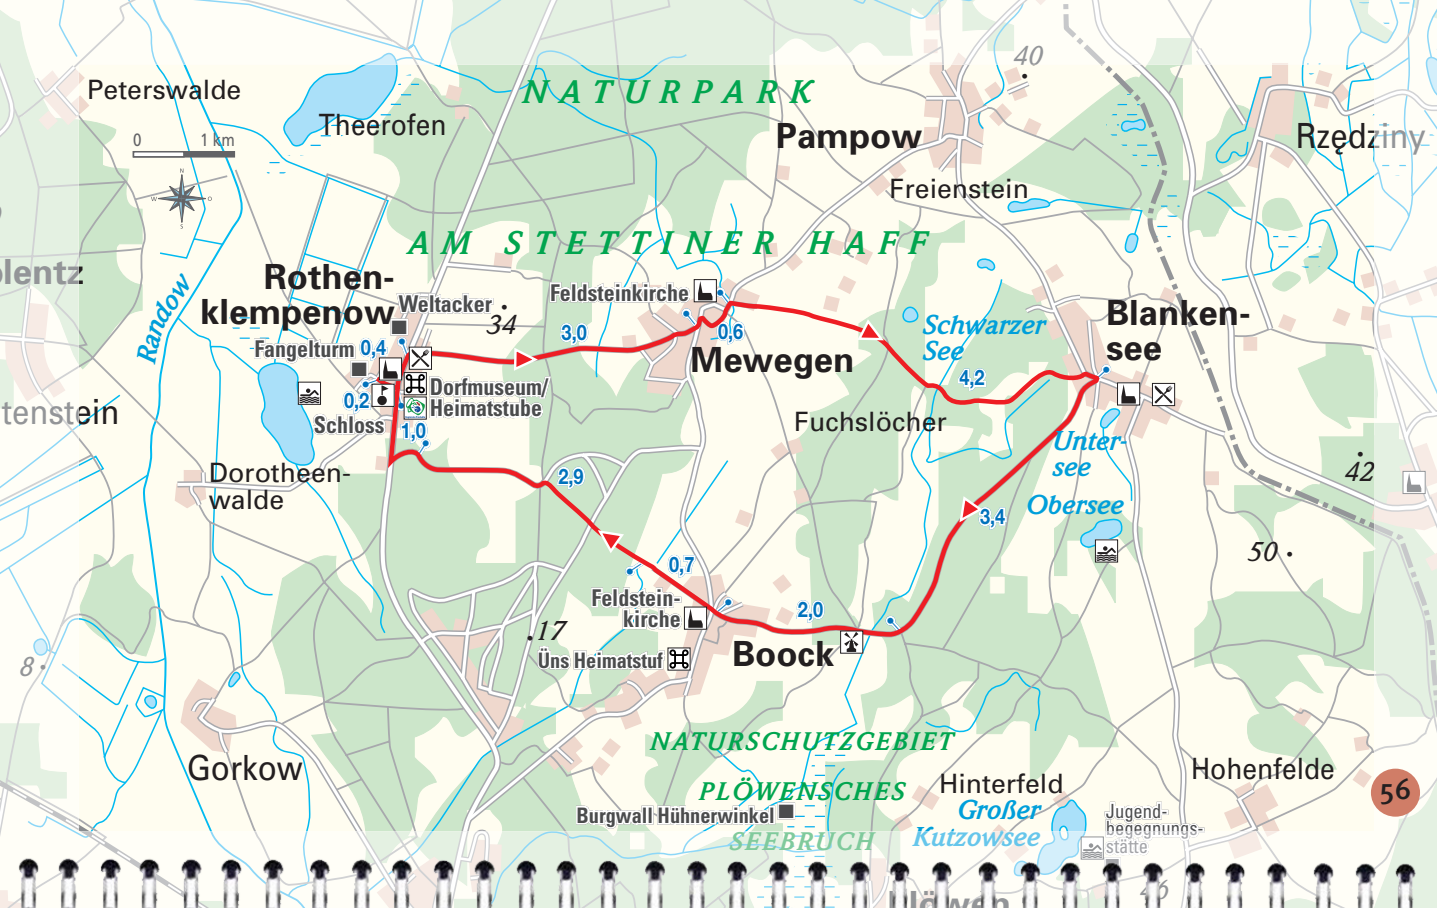 40
NATURPARK
Peterswalde
Theerofen
0 1 km
Pampow
Rzędziny
N
W O
S
Freienstein
AM STETTINER HAFF
lentz
Rothen-
klempenow
Randow
Weltacker
34
Feldsteinkirche
Blanken-
see
Schwarzer
See
3,0
0,6
Fangelturm
0,4
Mewegen
4,2
Dorfmuseum/
Heimatstube
0,2
Schloss
1,0
tenstein
Fuchslöcher
Unter-
see
Dorotheen-
walde
2,9
42
Obersee
3,4
50
0,7
Feldstein-
kirche
2,0
17
Boock
Üns Heimatstuf
8
NATURSCHUTZGEBIET
PLÖWENSCHES
SEEBRUCH
Gorkow
Hinterfeld
Hohenfelde
56
Großer
Kutzowsee
Burgwall Hühnerwinkel
Jugend-
begegnungs-
stätte